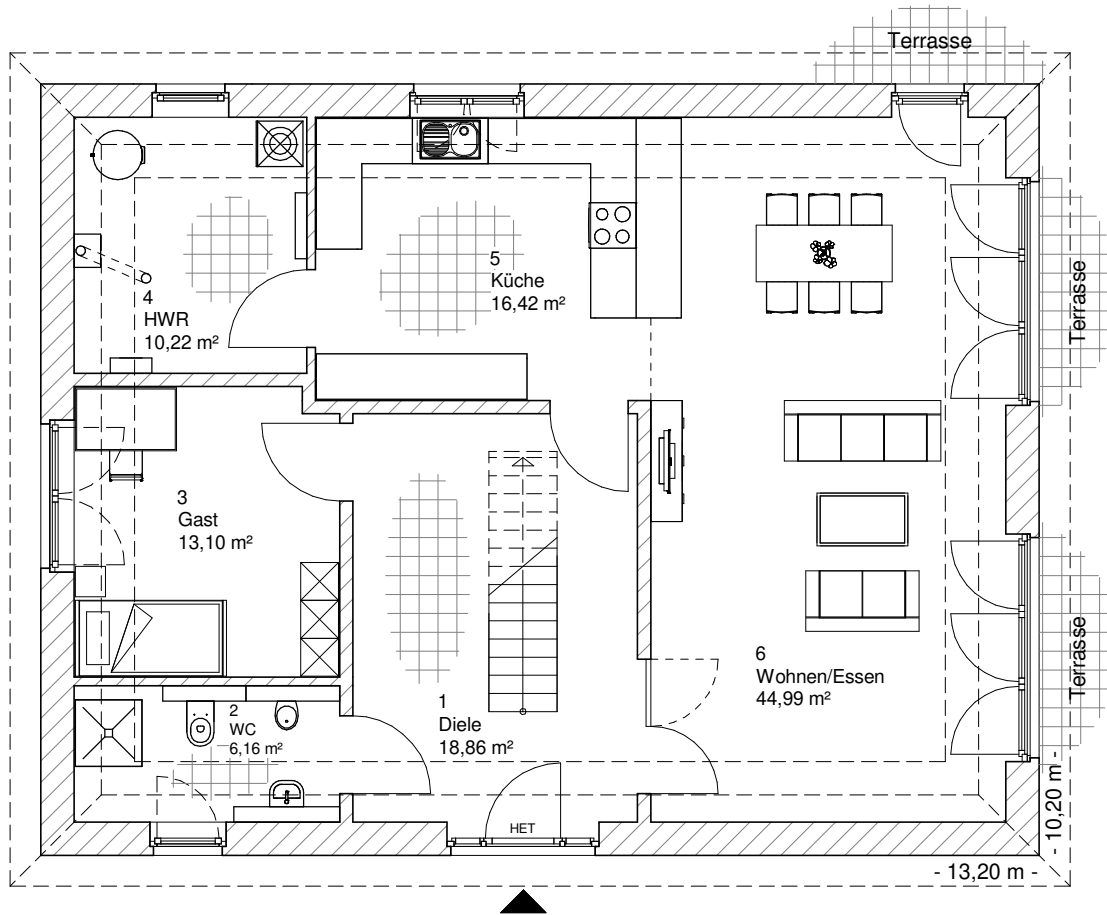 Terrasse
5
Küche
16,42 m²
4
HWR
10,22 m²
Terrasse
3
Gast
13,10 m²
6
Wohnen/Essen
44,99 m²
Terrasse
2
WC
6,16 m²
1
Diele
18,86 m²
HET
- 10,20 m -
- 13,20 m -